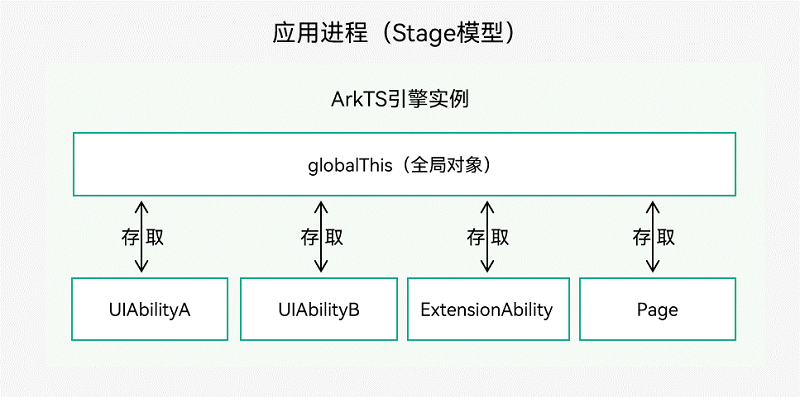 应用进程（Stage模型）
ArkTS引擎实例
globalThis（全局对象）
存 取 存 取 存 取 存 取
UIAbilityA UIAbilityB ExtensionAbility Page